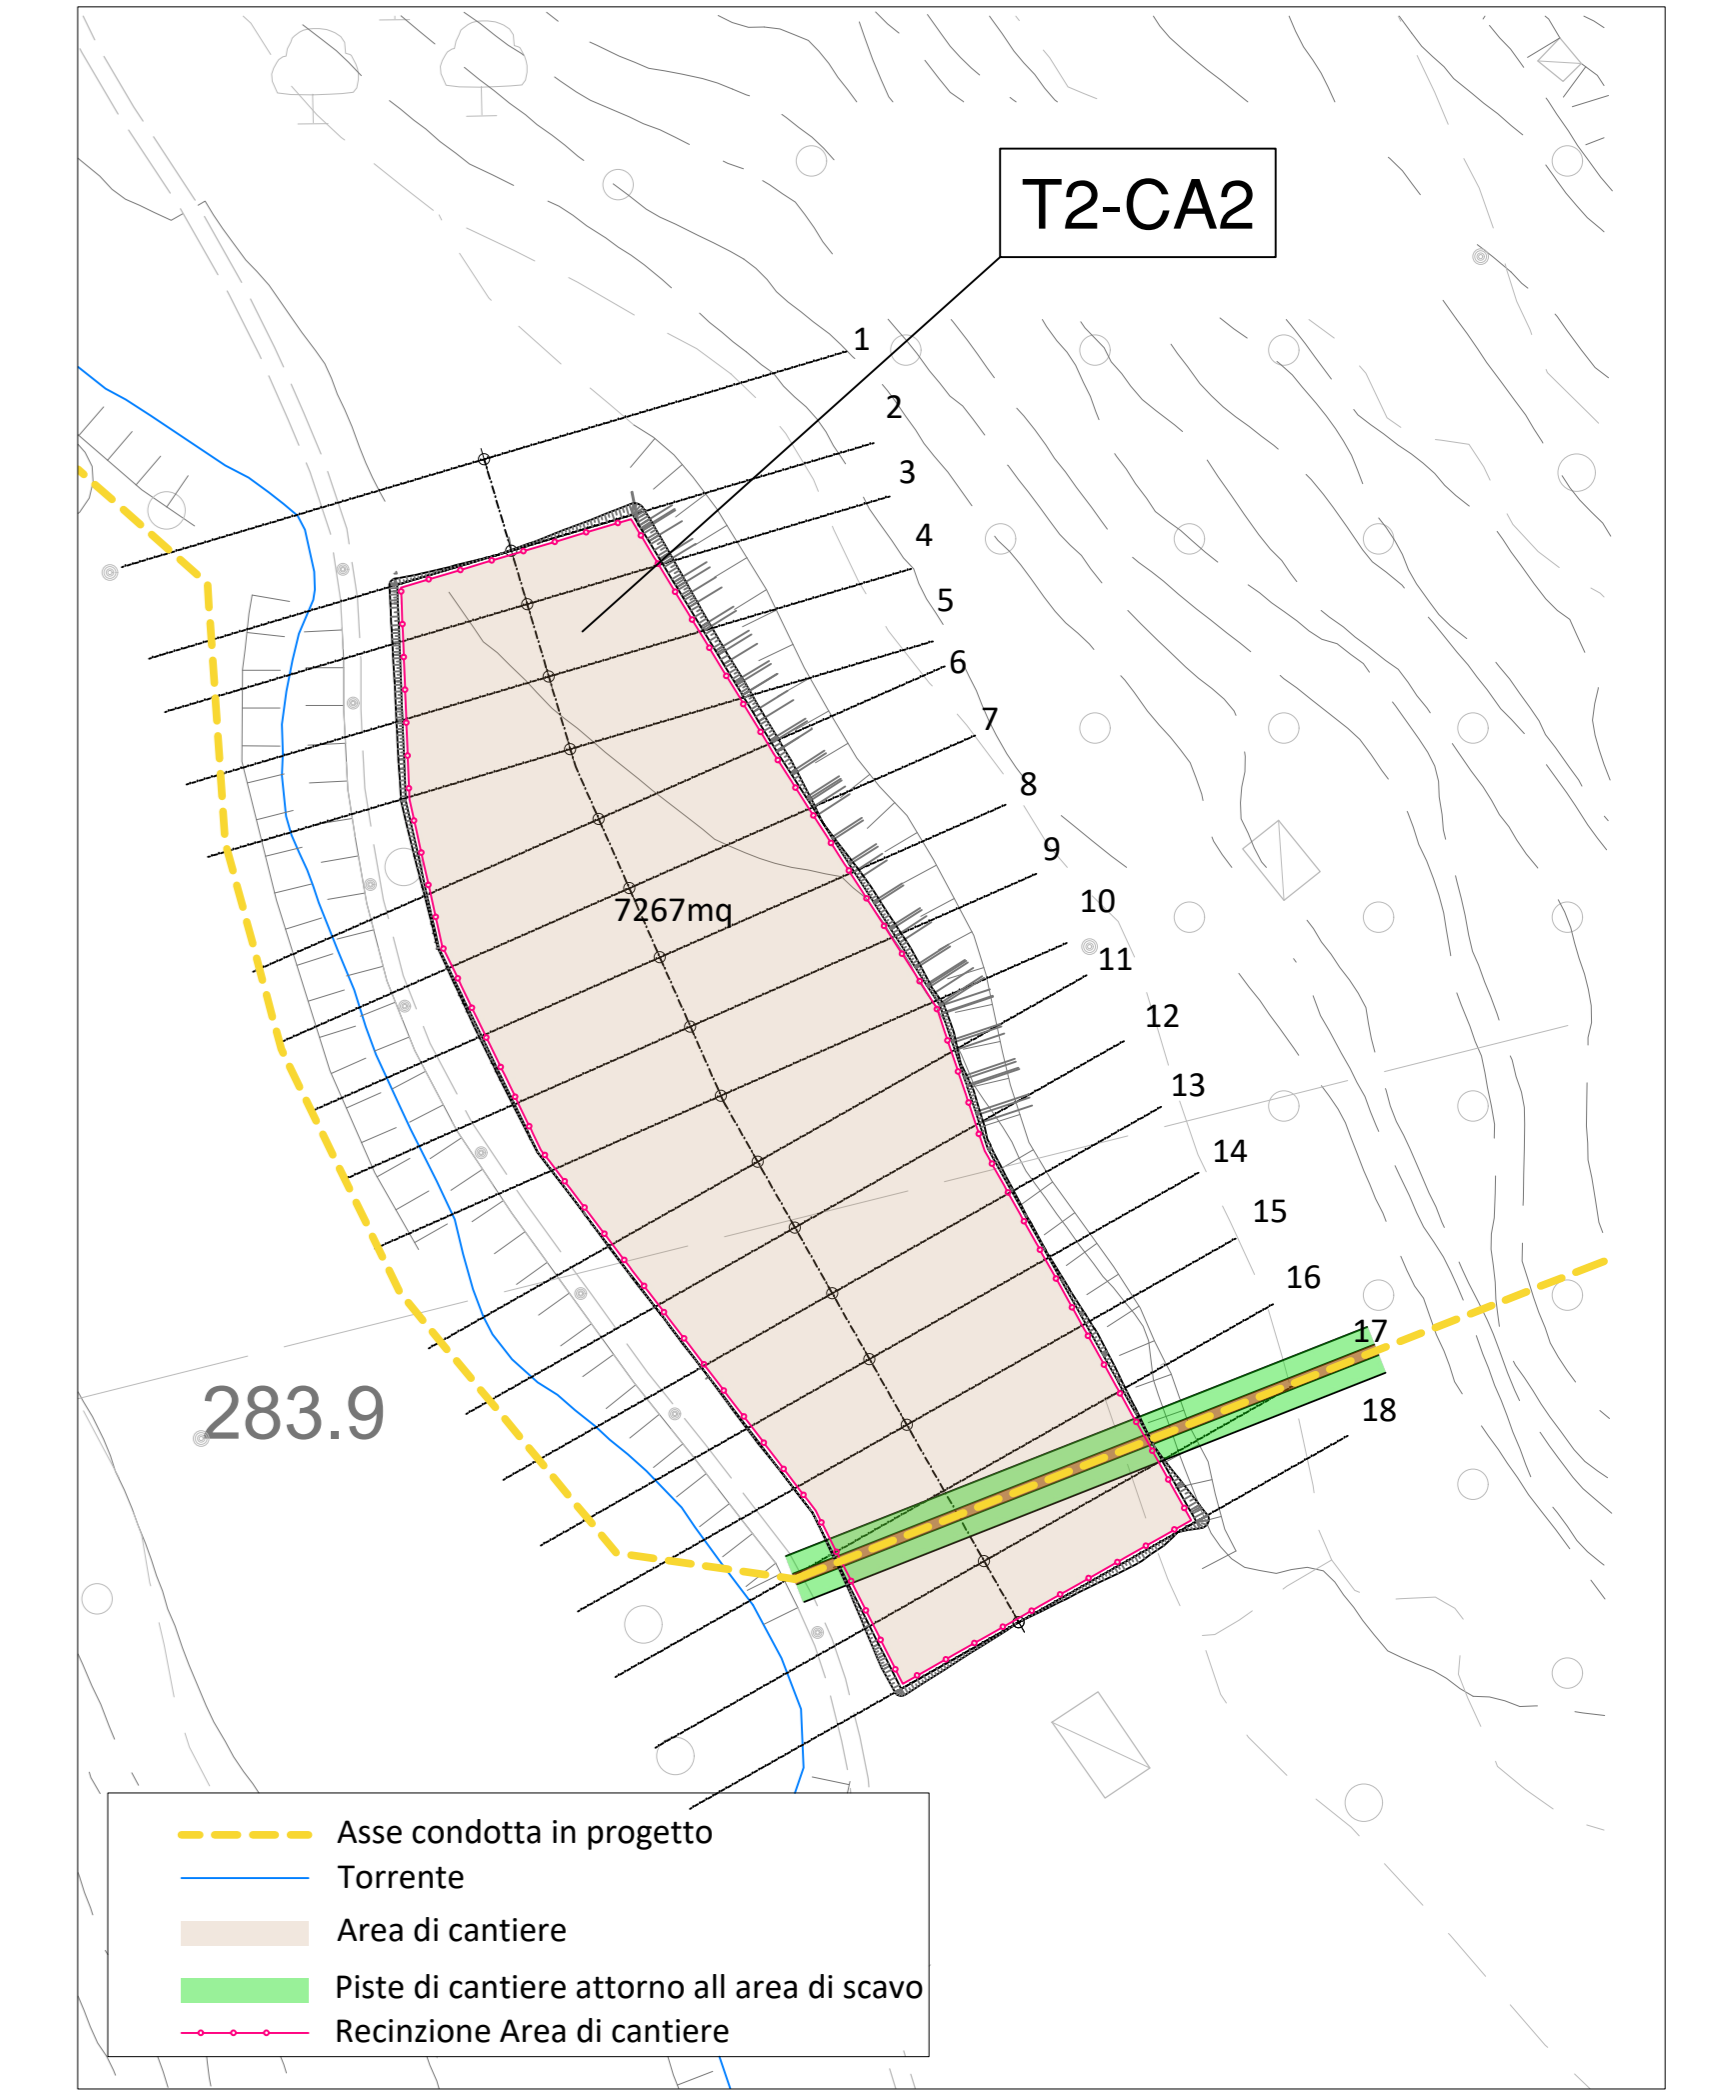 T2-CA2
1
2
3
4
5
6
7
8
9
10
11
12
13
14
15
16
17
18
7267mq
283.9
Asse condotta in progetto
Torrente
Area di cantiere
Piste di cantiere attorno all area di scavo
Recinzione Area di cantiere